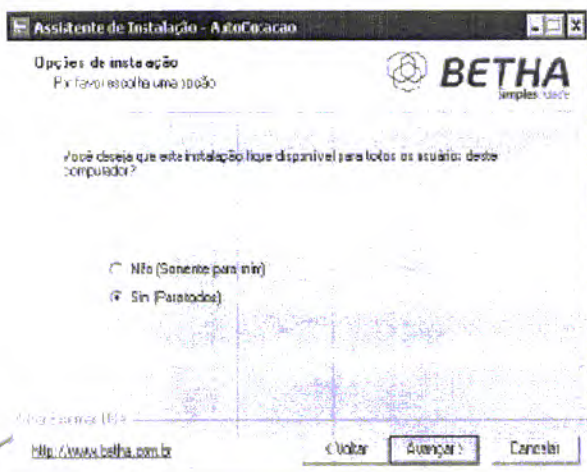 Assistente de Instalação - AutoCotacao
Opções de instalação
Por favor escolha uma opção
BETHA
simplesidade
Você deseja que esta instalação fique disponível para todos os usuários deste
computador?
Não (Somente para mim)
Sim (Para todos)
http://www.betha.com.br
< Voltar
Avançar >
Cancelar